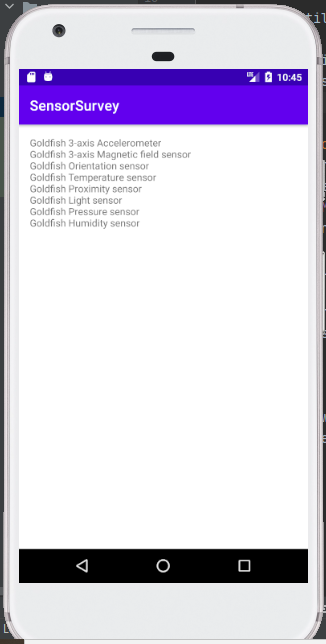 10:45
SensorSurvey
Goldfish 3-axis Accelerometer
Goldfish 3-axis Magnetic field sensor
Goldfish Orientation sensor
Goldfish Temperature sensor
Goldfish Proximity sensor
Goldfish Light sensor
Goldfish Pressure sensor
Goldfish Humidity sensor